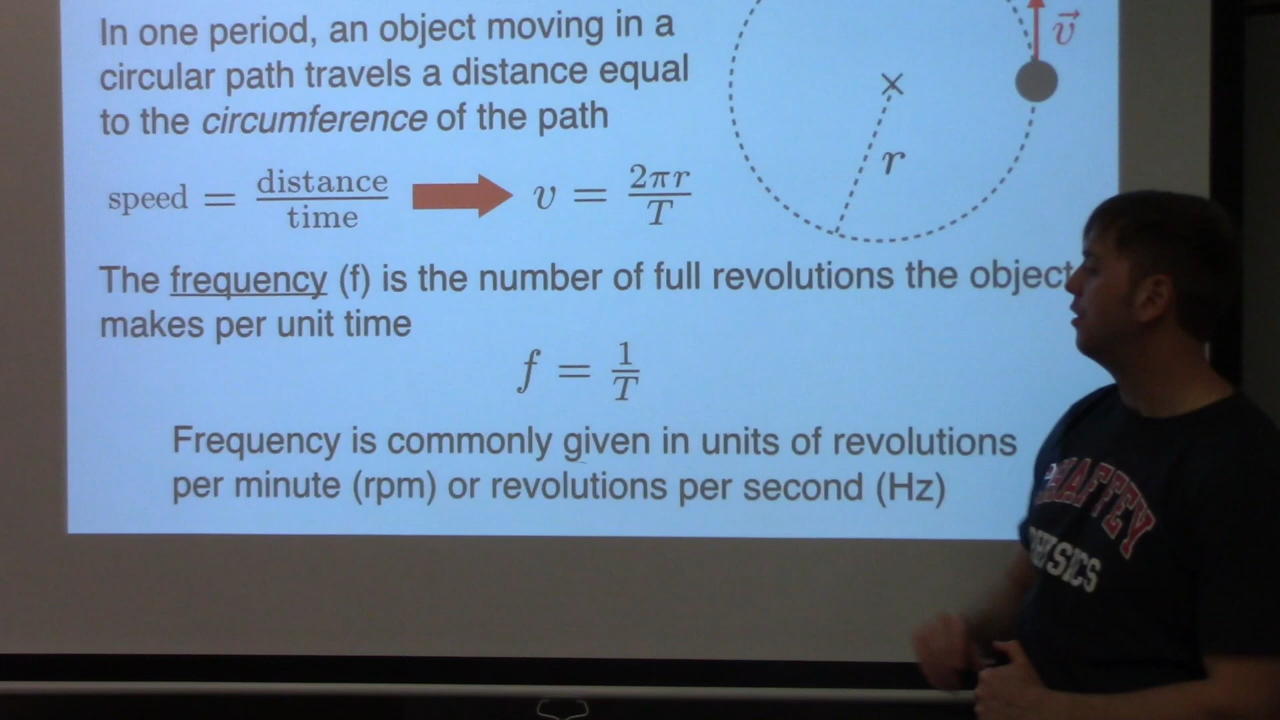 In one period, an object moving in a
circular path travels a distance equal
to the circumference of the path
speed = distance/time v = 2πr/T
v⃗
r
The frequency (f) is the number of full revolutions the object
makes per unit time
f = 1/T
Frequency is commonly given in units of revolutions
per minute (rpm) or revolutions per second (Hz)
CHAFFEY
PHYSICS